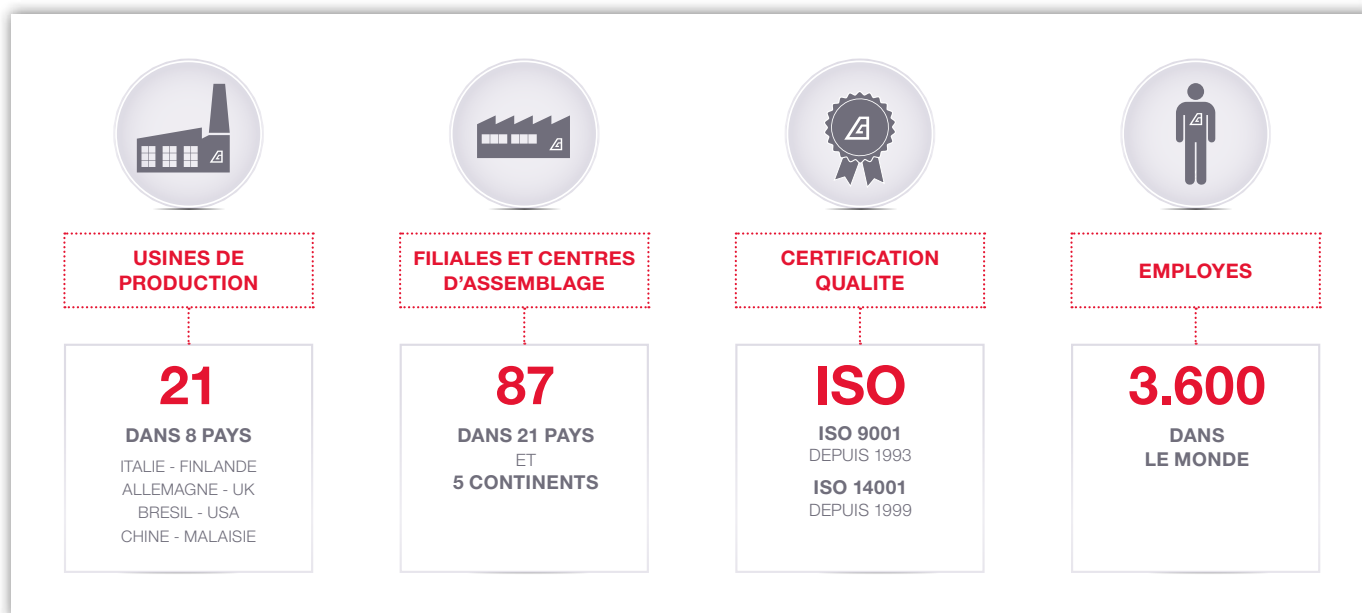 USINES DE
PRODUCTION
21
DANS 8 PAYS
ITALIE - FINLANDE
ALLEMAGNE - UK
BRESIL - USA
CHINE - MALAISIE
FILIALES ET CENTRES
D’ASSEMBLAGE
87
DANS 21 PAYS
ET
5 CONTINENTS
CERTIFICATION
QUALITE
ISO
ISO 9001
DEPUIS 1993
ISO 14001
DEPUIS 1999
EMPLOYES
3.600
DANS
LE MONDE